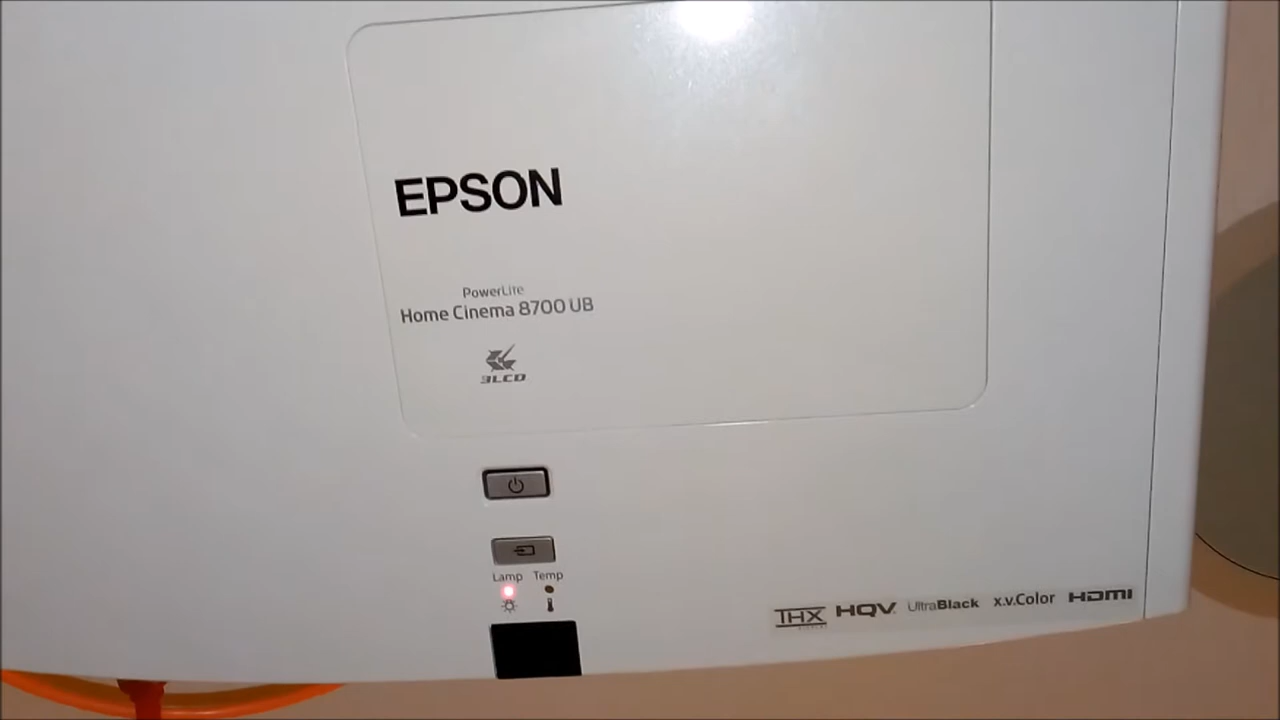 EPSON
PowerLite
Home Cinema 8700 UB
3LCD
Lamp Temp
THX HQV UltraBlack x.v.Color HDMI